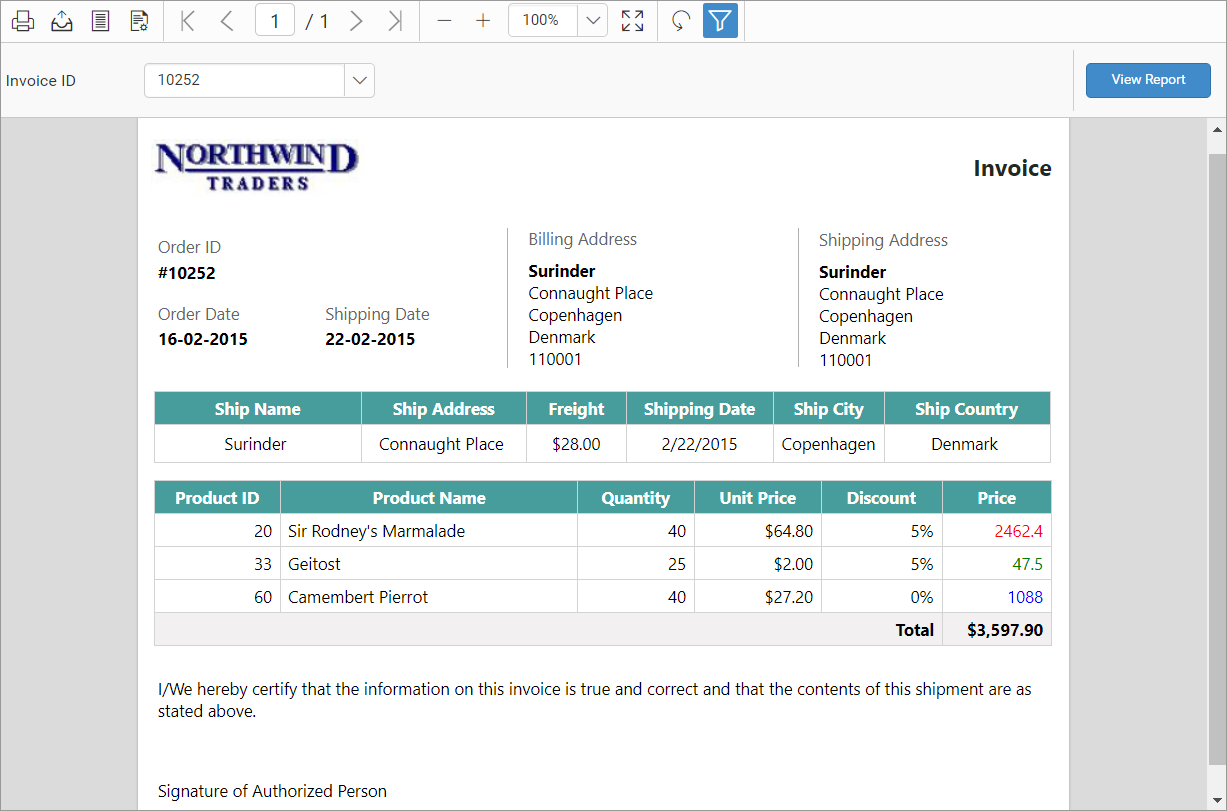 1 / 1 100%
Invoice ID 10252 View Report
NORTHWIND
TRADERS
Invoice
Order ID
#10252
Order Date Shipping Date
16-02-2015 22-02-2015
Billing Address
Surinder
Connaught Place
Copenhagen
Denmark
110001
Shipping Address
Surinder
Connaught Place
Copenhagen
Denmark
110001
Ship Name Ship Address Freight Shipping Date Ship City Ship Country
Surinder Connaught Place $28.00 2/22/2015 Copenhagen Denmark
Product ID Product Name Quantity Unit Price Discount Price
20 Sir Rodney's Marmalade 40 $64.80 5% 2462.4
33 Geitost 25 $2.00 5% 47.5
60 Camembert Pierrot 40 $27.20 0% 1088
Total $3,597.90
I/We hereby certify that the information on this invoice is true and correct and that the contents of this shipment are as
stated above.
Signature of Authorized Person